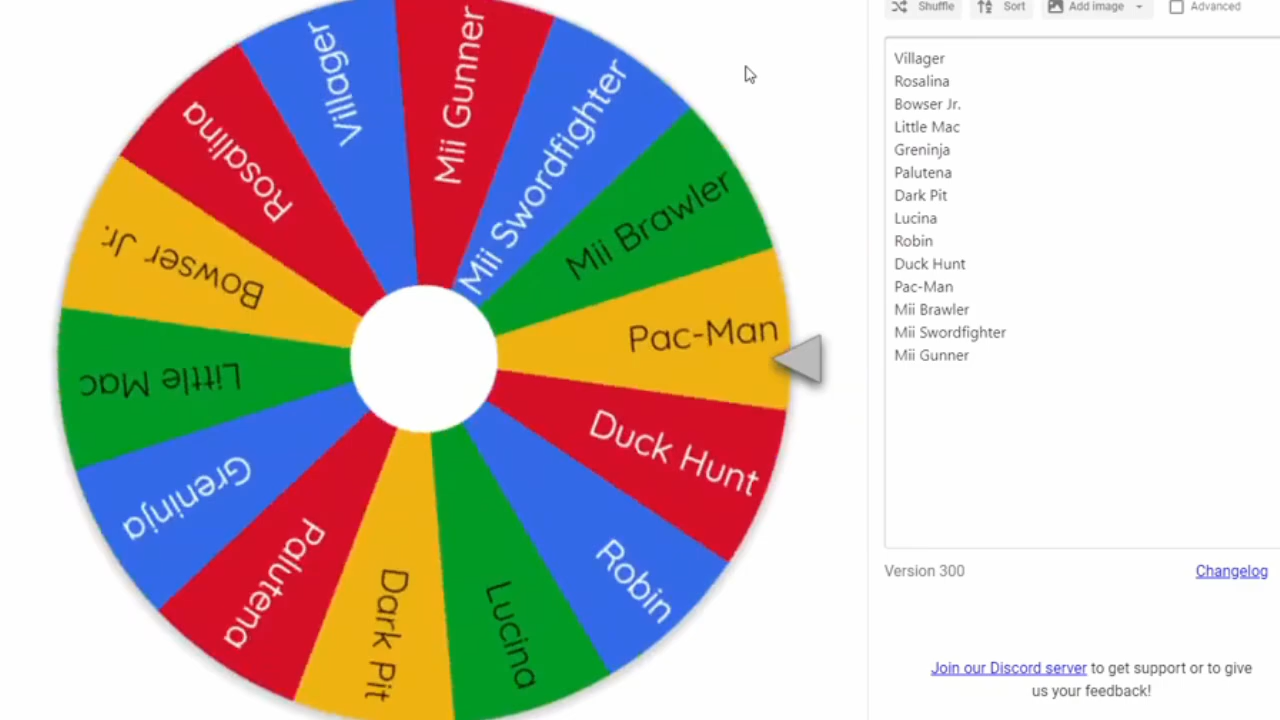 Shuffle Sort Add image Advanced
Villager
Mii Gunner
Mii Swordfighter
Mii Brawler
Pac-Man
Duck Hunt
Robin
Lucina
Dark Pit
Palutena
Greninja
Little Mac
Bowser Jr.
Rosalina
Villager
Rosalina
Bowser Jr.
Little Mac
Greninja
Palutena
Dark Pit
Lucina
Robin
Duck Hunt
Pac-Man
Mii Brawler
Mii Swordfighter
Mii Gunner
Version 300 Changelog
Join our Discord server to get support or to give
us your feedback!